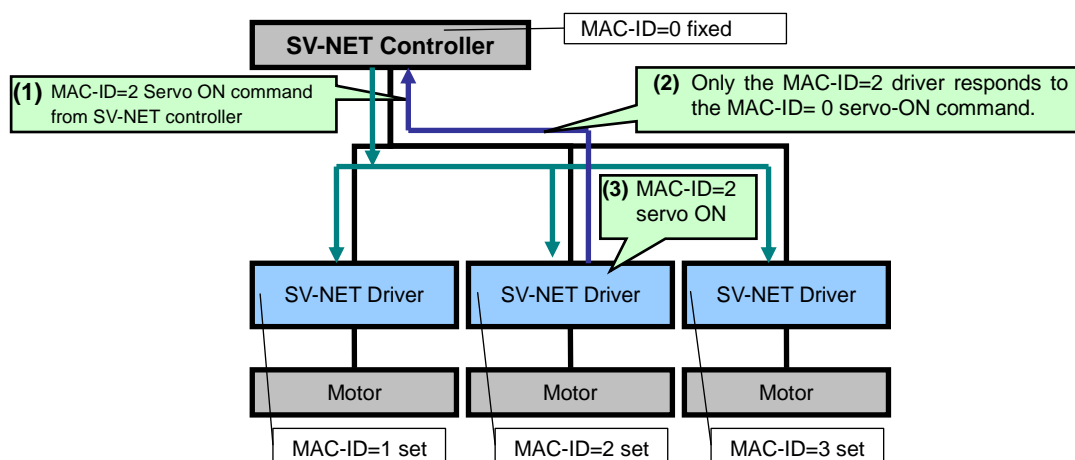 SV-NET Controller
MAC-ID=0 fixed
(1) MAC-ID=2 Servo ON command
from SV-NET controller
(2) Only the MAC-ID=2 driver responds to
the MAC-ID= 0 servo-ON command.
(3) MAC-ID=2
servo ON
SV-NET Driver
SV-NET Driver
SV-NET Driver
Motor
Motor
Motor
MAC-ID=1 set
MAC-ID=2 set
MAC-ID=3 set